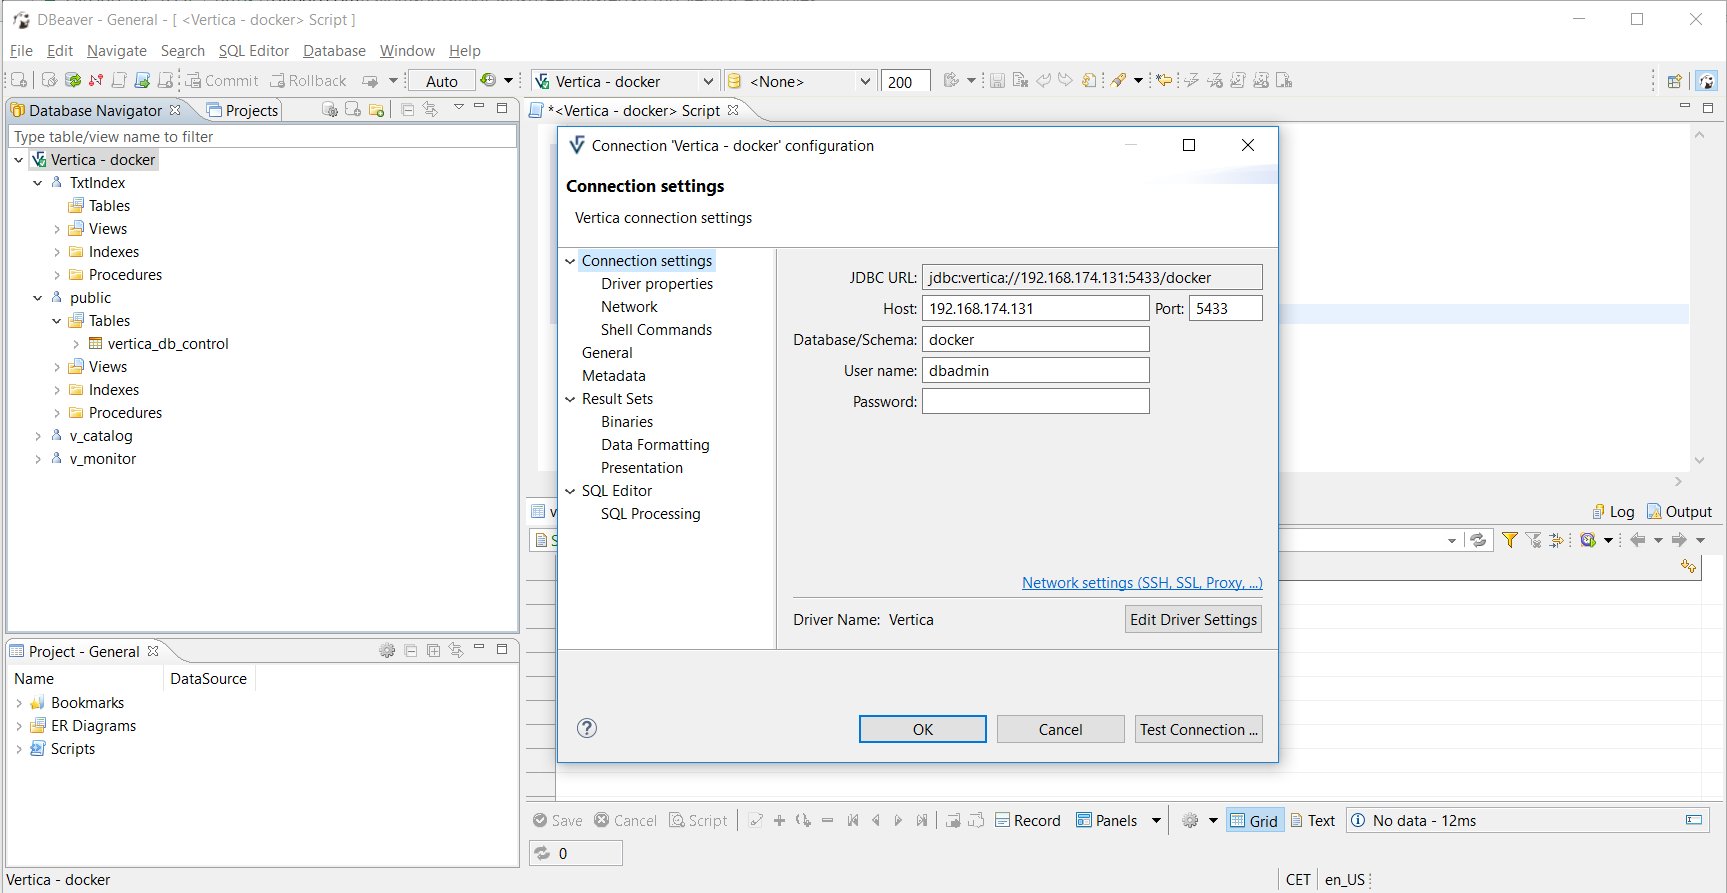 DBeaver - General - [ <Vertica - docker> Script ]
File Edit Navigate Search SQL Editor Database Window Help
Commit Rollback Auto Vertica - docker <None> 200
Database Navigator Projects
*<Vertica - docker> Script
Type table/view name to filter
Vertica - docker
TxtIndex
Tables
Views
Indexes
Procedures
public
Tables
vertica_db_control
Views
Indexes
Procedures
v_catalog
v_monitor
Connection 'Vertica - docker' configuration
Connection settings
Vertica connection settings
Connection settings
Driver properties
Network
Shell Commands
General
Metadata
Result Sets
Binaries
Data Formatting
Presentation
SQL Editor
SQL Processing
JDBC URL: jdbc:vertica://192.168.174.131:5433/docker
Host: 192.168.174.131 Port: 5433
Database/Schema: docker
User name: dbadmin
Password:
Network settings (SSH, SSL, Proxy, ...)
Driver Name: Vertica Edit Driver Settings
OK Cancel Test Connection ...
v Log Output
S
Project - General
Name DataSource
Bookmarks
ER Diagrams
Scripts
Save Cancel Script Record Panels Grid Text No data - 12ms
0
Vertica - docker CET en_US